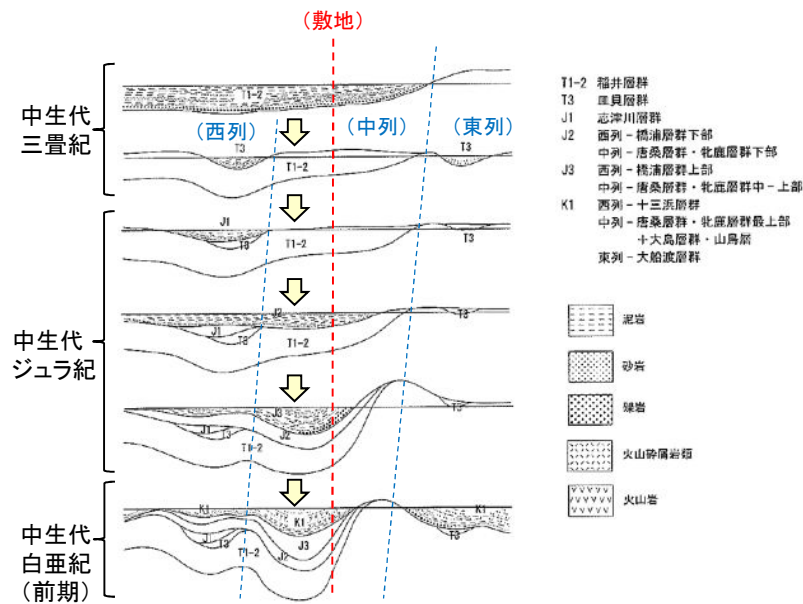 (敷地)
T1-2
中生代
三畳紀
(西列)
(中列)
(東列)
T3
T1-2
T3
J1
T3
T1-2
T3
中生代
ジュラ紀
J2
J1
T3
T1-2
T3
J3
J1
T3
J2
T1-2
T3
中生代
白亜紀
(前期)
K1
K1
K1
J1
T3
T1-2
J2
J3
T3
T1-2 稲井層群
T3 皿貝層群
J1 志津川層群
J2 西列-橋浦層群下部
中列-唐桑層群・牡鹿層群下部
J3 西列-橋浦層群上部
中列-唐桑層群・牡鹿層群中-上部
K1 西列-十三浜層群
中列-唐桑層群・牡鹿層群最上部
+大島層群・山鳥層
東列-大船渡層群
泥岩
砂岩
礫岩
火山砕屑岩類
火山岩